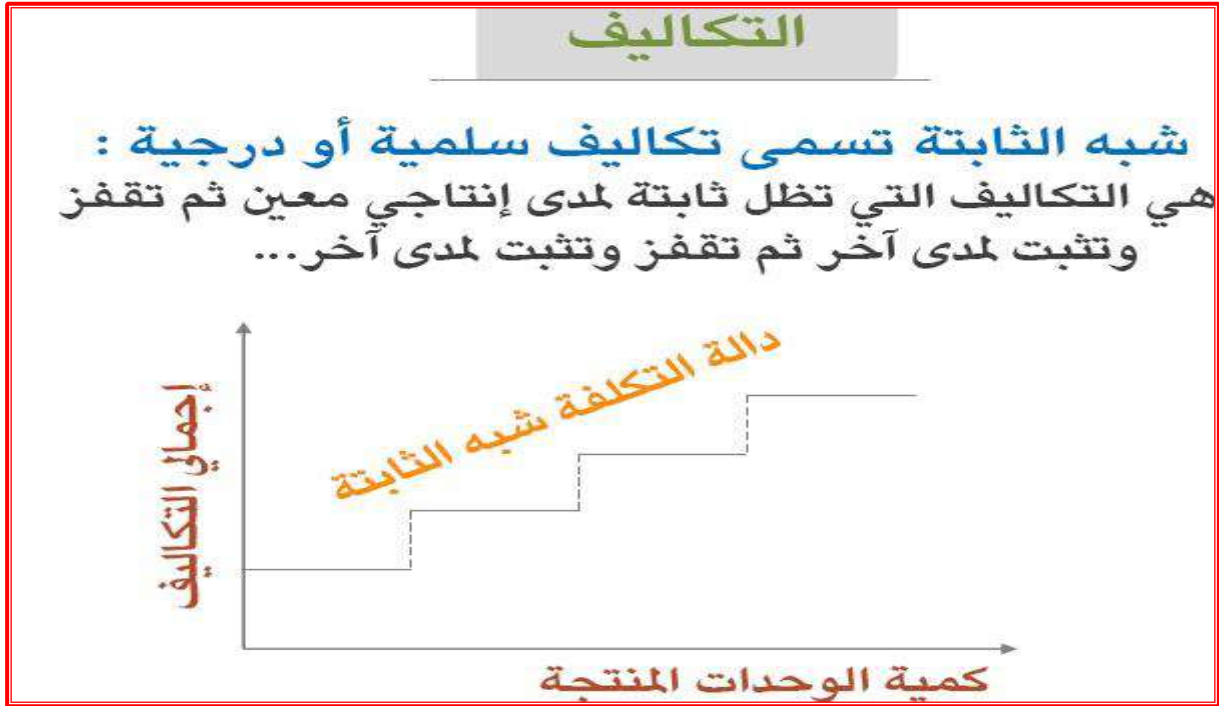 التكاليف
شبه الثابتة تسمى تكاليف سلمية أو درجية :
هي التكاليف التي تظل ثابتة لمدى إنتاجي معين ثم تقفز
وتثبت لمدى آخر ثم تقفز وتثبت لمدى آخر...
دالة التكلفة شبه الثابتة
إجمالي التكاليف
كمية الوحدات المنتجة